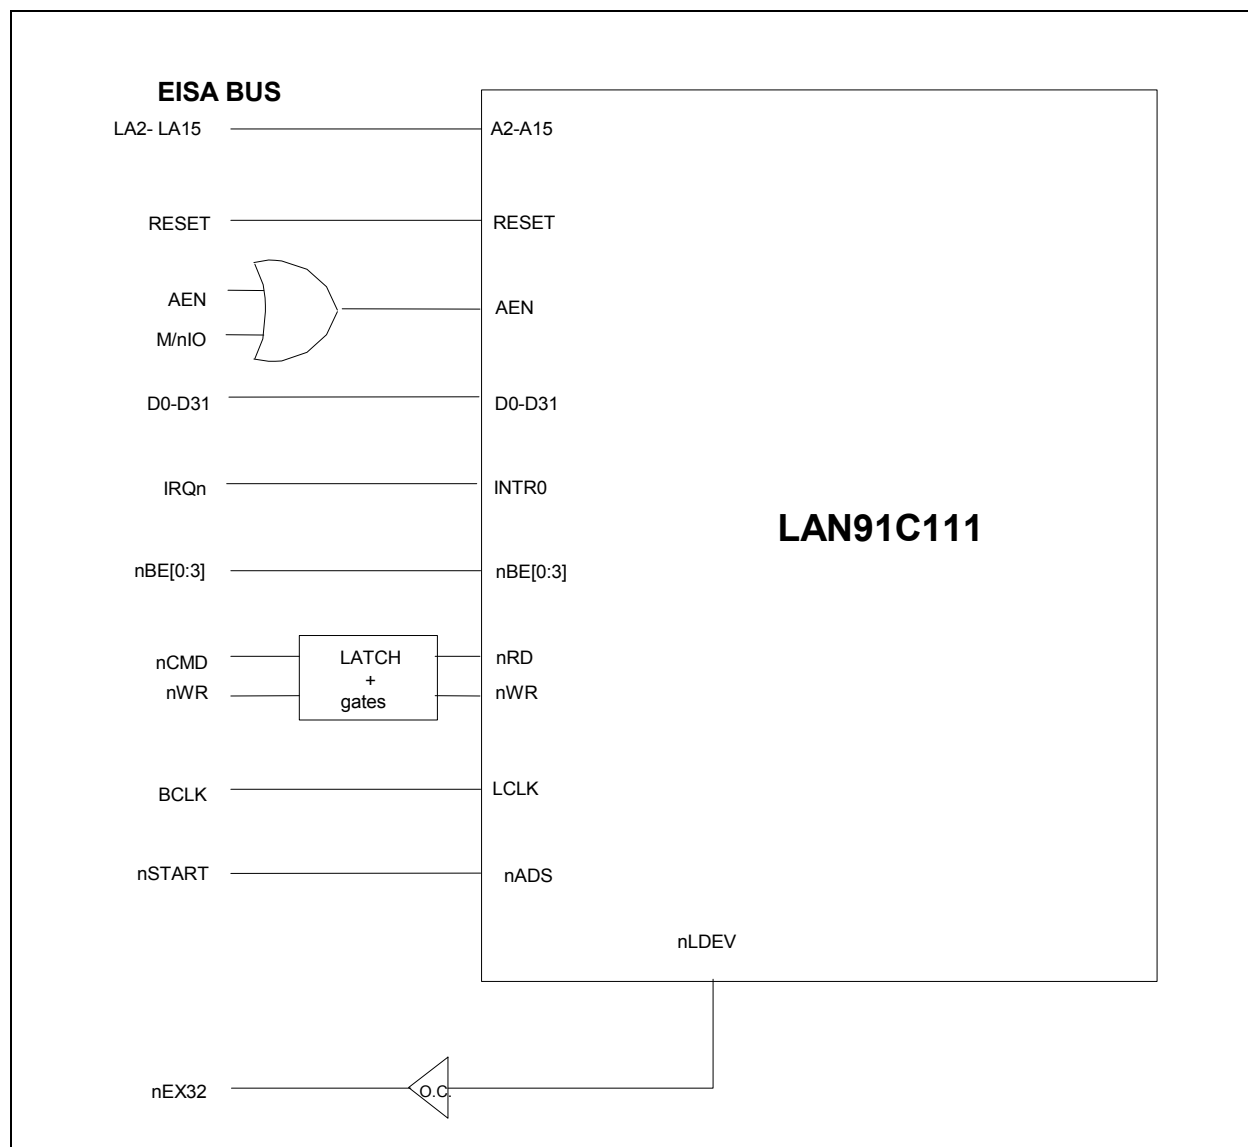 EISA BUS
LA2- LA15
A2-A15
RESET
RESET
AEN
M/nIO
AEN
D0-D31
D0-D31
IRQn
INTR0
LAN91C111
nBE[0:3]
nBE[0:3]
nCMD
nWR
LATCH
+
gates
nRD
nWR
BCLK
LCLK
nSTART
nADS
nLDEV
nEX32
O.C.